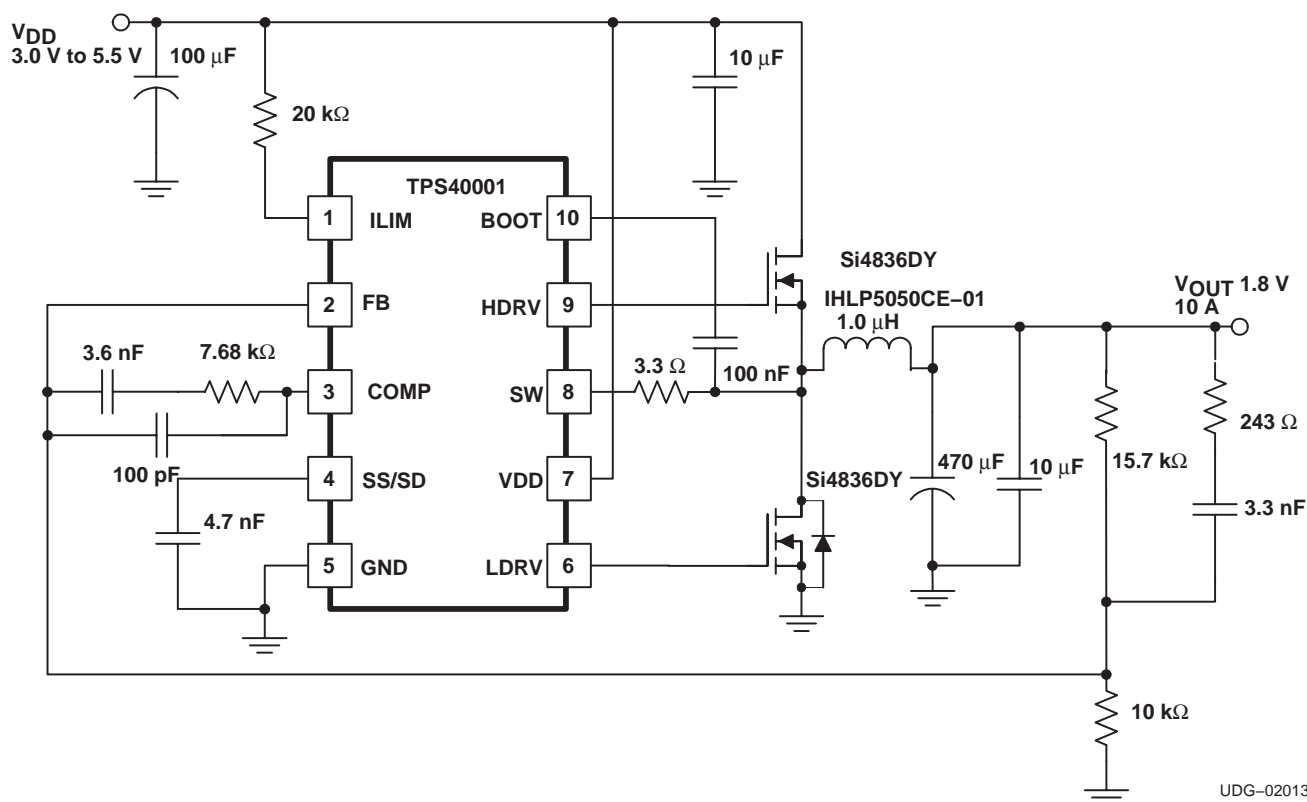 VDD
3.0 V to 5.5 V
100 μF
10 μF
20 kΩ
TPS40001
1
ILIM
BOOT
10
2
FB
HDRV
9
Si4836DY
IHLP5050CE–01
1.0 μH
VOUT 1.8 V
10 A
3.6 nF
7.68 kΩ
3
COMP
SW
8
3.3 Ω
100 nF
243 Ω
100 pF
4
SS/SD
VDD
7
Si4836DY
470 μF
10 μF
15.7 kΩ
4.7 nF
3.3 nF
5
GND
LDRV
6
10 kΩ
UDG–02013